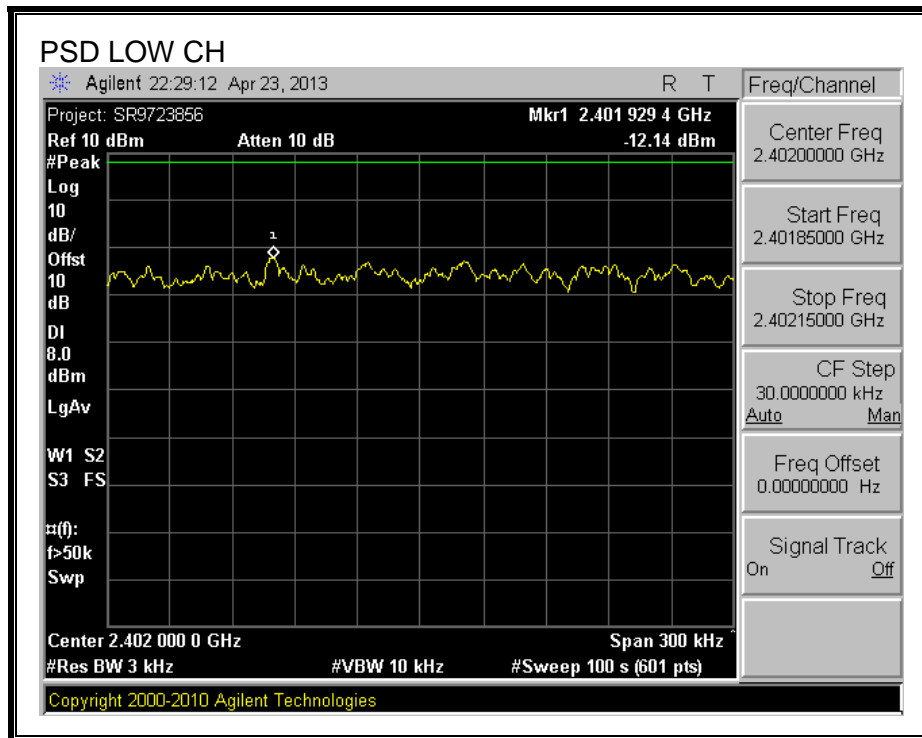 PSD LOW CH
Agilent 22:29:12 Apr 23, 2013 R T
Project: SR9723856 Mkr1 2.401 929 4 GHz
Ref 10 dBm Atten 10 dB -12.14 dBm
#Peak
Log
10
dB/
Offst
10
dB
DI
8.0
dBm
LgAv
W1 S2
S3 FS
¤(f):
f>50k
Swp
1
Center 2.402 000 0 GHz Span 300 kHz ^
#Res BW 3 kHz #VBW 10 kHz #Sweep 100 s (601 pts)
Copyright 2000-2010 Agilent Technologies
Freq/Channel
Center Freq
2.40200000 GHz
Start Freq
2.40185000 GHz
Stop Freq
2.40215000 GHz
CF Step
30.0000000 kHz
Auto Man
Freq Offset
0.00000000 Hz
Signal Track
On Off